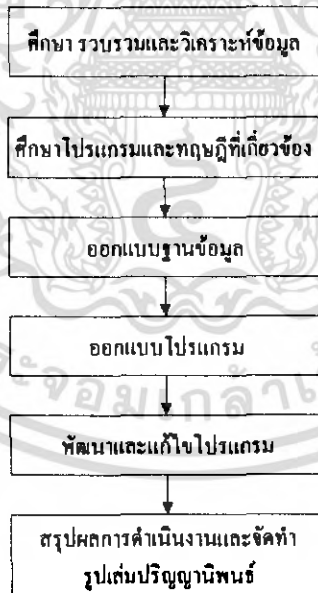 ศึกษา รวบรวมและวิเคราะห์ข้อมูล
ศึกษาโปรแกรมและทฤษฎีที่เกี่ยวข้อง
ออกแบบฐานข้อมูล
ออกแบบโปรแกรม
พัฒนาและแก้ไขโปรแกรม
สรุปผลการดำเนินงานและจัดทำ
รูปเล่มปริญญานิพนธ์